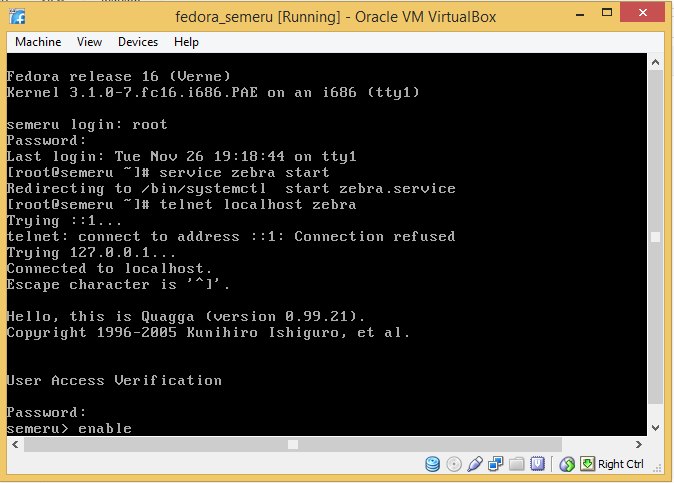 fedora_semeru [Running] - Oracle VM VirtualBox
Machine View Devices Help
Fedora release 16 (Verne)
Kernel 3.1.0-7.fc16.i686.PAE on an i686 (tty1)
semeru login: root
Password:
Last login: Tue Nov 26 19:18:44 on tty1
[root@semeru ~]# service zebra start
Redirecting to /bin/systemctl  start zebra.service
[root@semeru ~]# telnet localhost zebra
Trying ::1...
telnet: connect to address ::1: Connection refused
Trying 127.0.0.1...
Connected to localhost.
Escape character is '^]'.
Hello, this is Quagga (version 0.99.21).
Copyright 1996-2005 Kunihiro Ishiguro, et al.
User Access Verification
Password:
semeru> enable
Right Ctrl